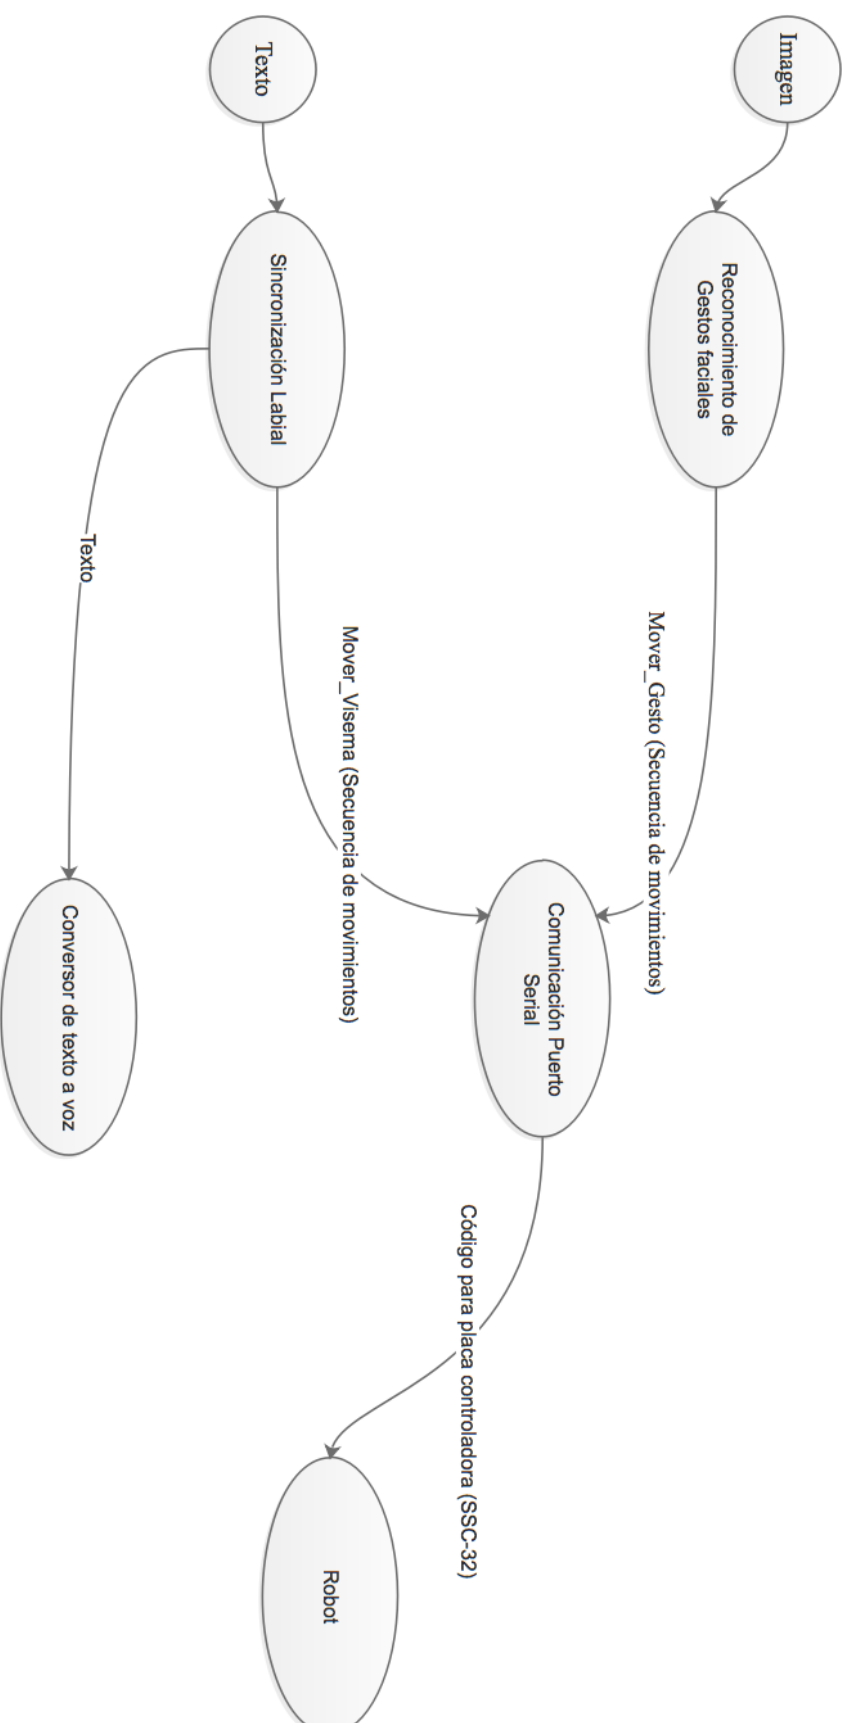 Imagen
Reconocimiento de
Gestos faciales
Mover_Gesto (Secuencia de movimientos)
Texto
Sincronización Labial
Mover_Visema (Secuencia de movimientos)
Comunicación Puerto
Serial
Código para placa controladora (SSC-32)
Robot
Texto
Conversor de texto a voz